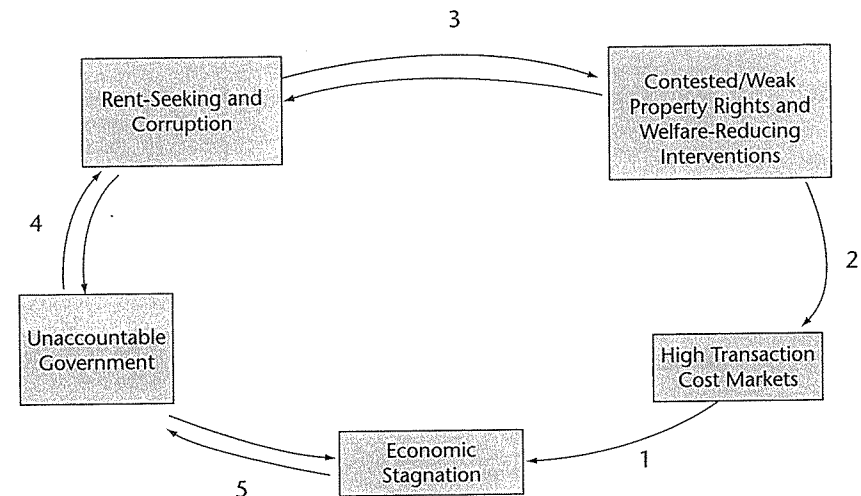 3
Rent-Seeking and
Corruption
Contested/Weak
Property Rights and
Welfare-Reducing
Interventions
4
2
Unaccountable
Government
High Transaction
Cost Markets
Economic
Stagnation
1
5